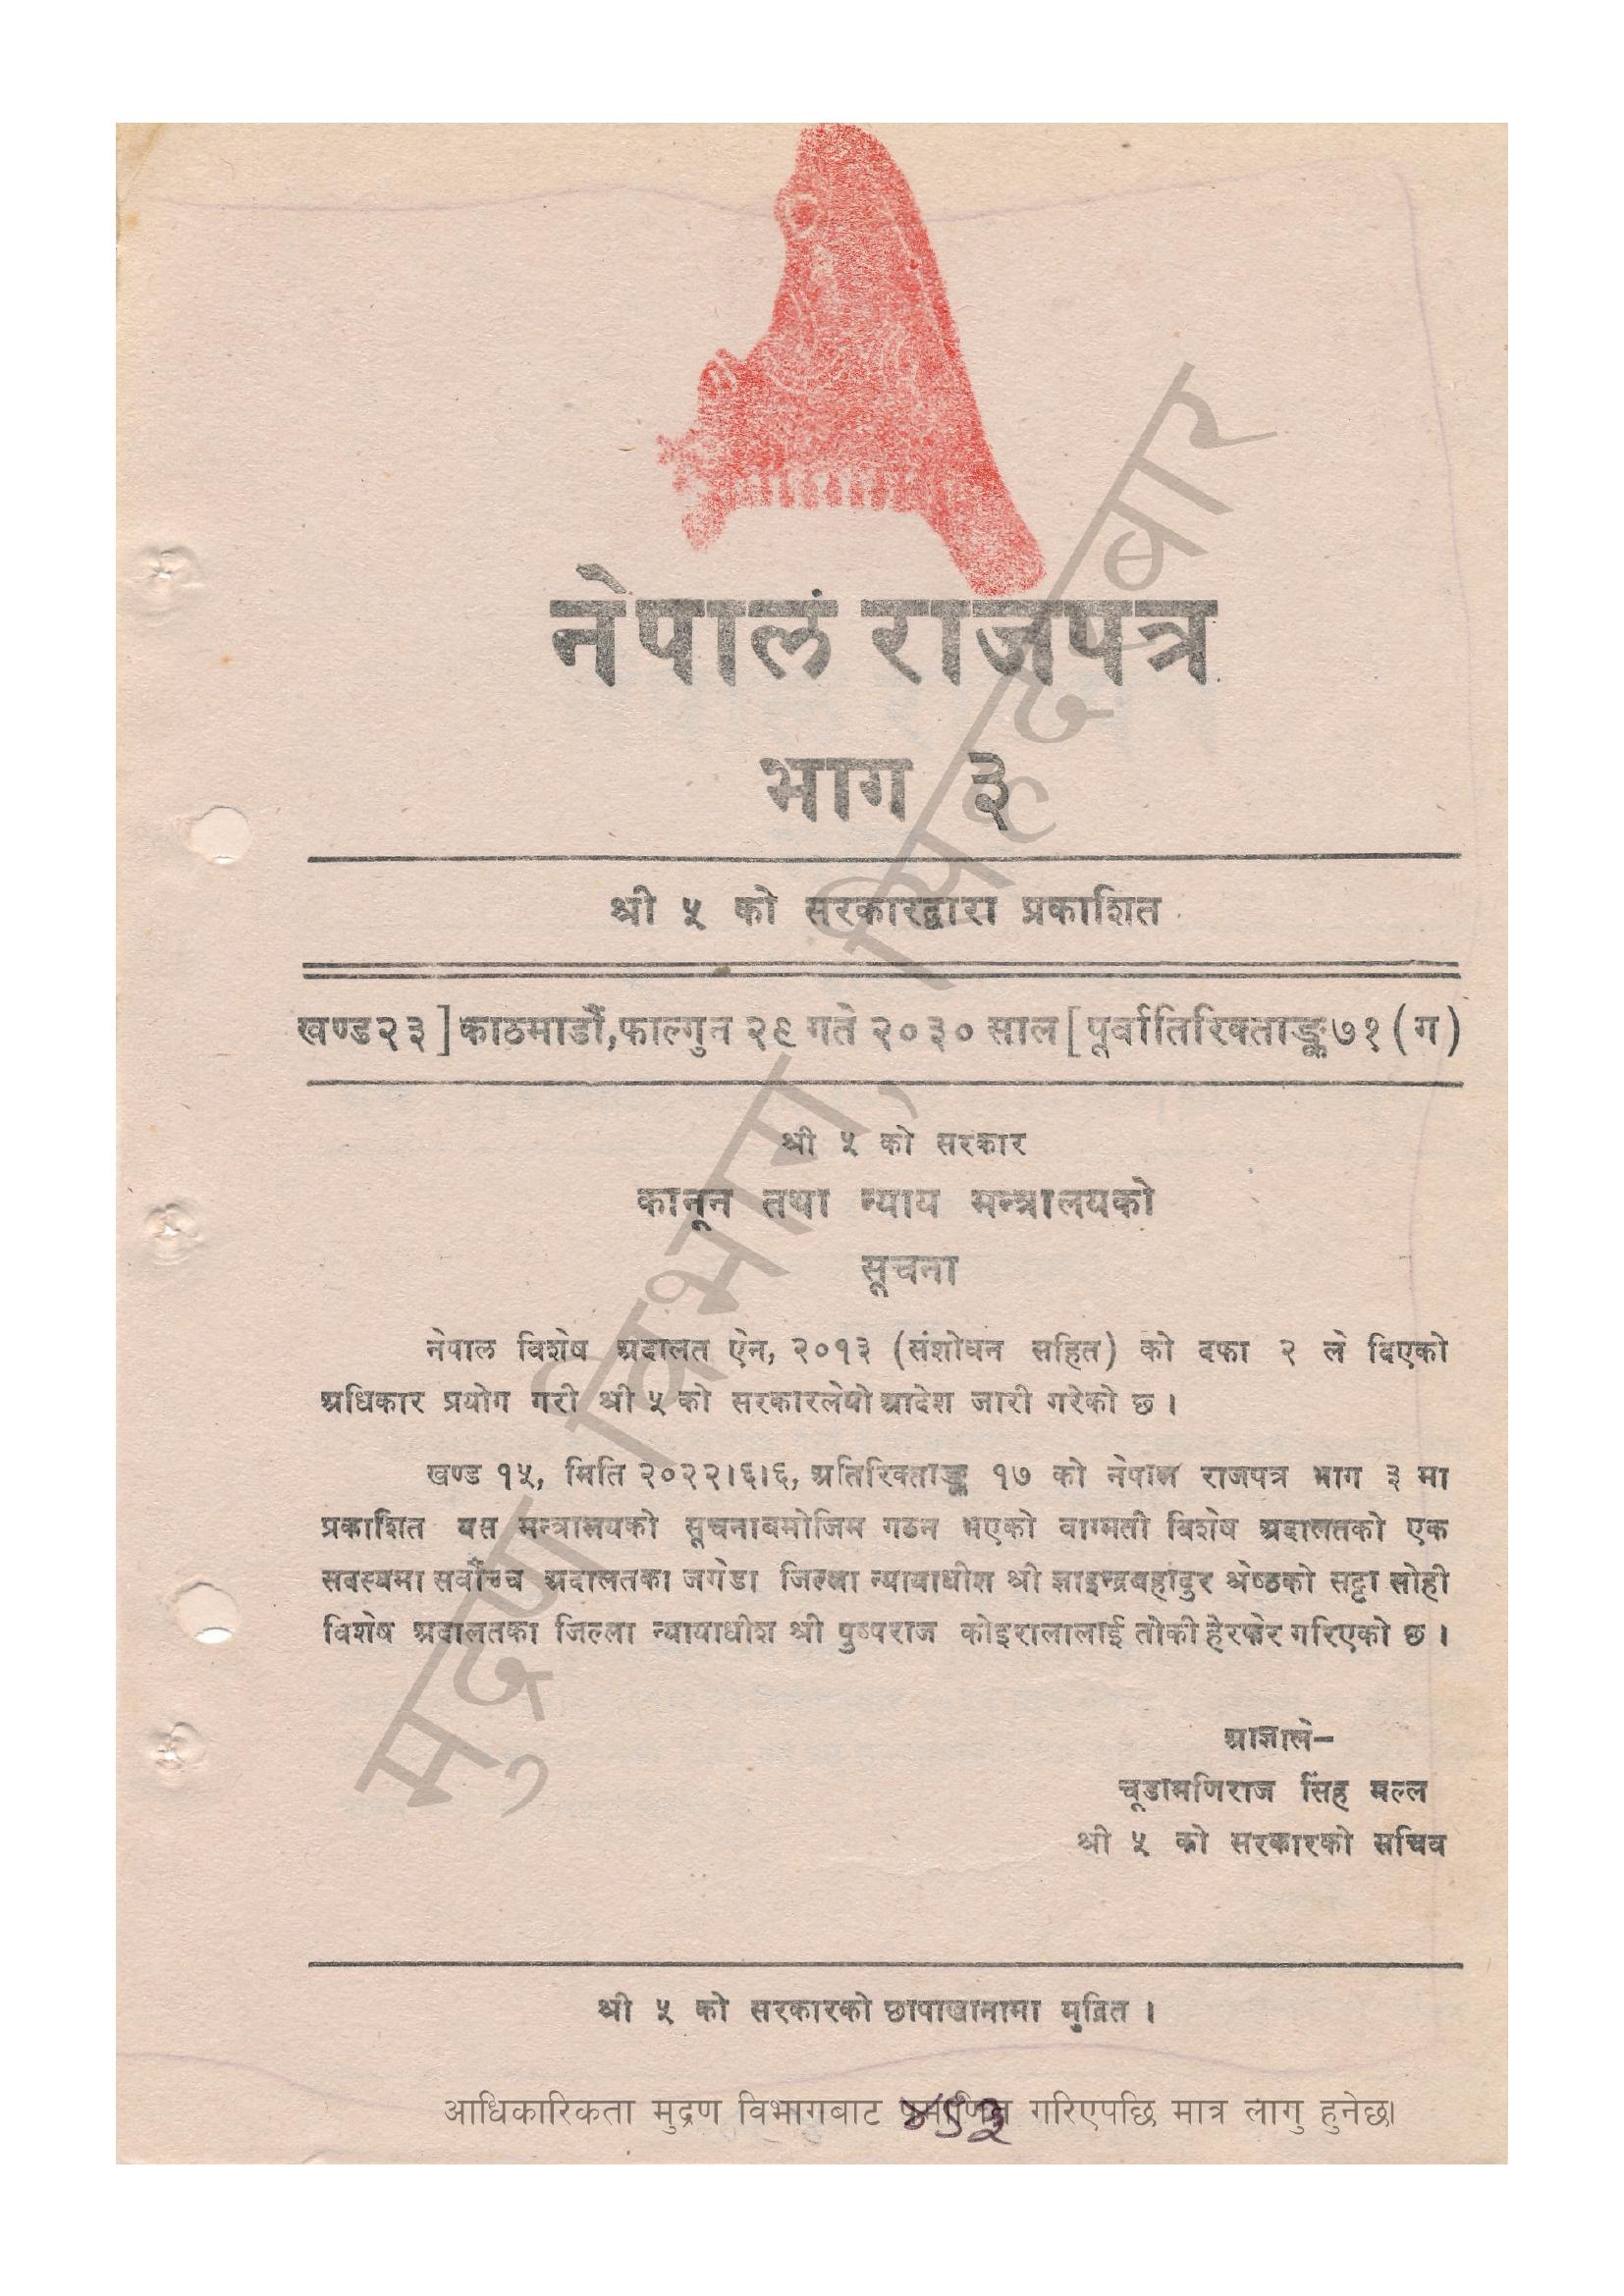 नेपाल राजपत्र
भाग ३
श्री ५ को सरकारद्वारा प्रकाशित
खण्ड २३ ] काठमाडौं, फाल्गुन २९ गते २०३० साल [ पूर्वातिरिक्ताङ्क ७१ (ग)
श्री ५ को सरकार
कानून तथा न्याय मन्त्रालयको
सूचना
नेपाल विशेष अदालत ऐन, २०१३ (संशोधन सहित) को दफा २ ले दिएको
अधिकार प्रयोग गरी श्री ५ को सरकारले यो आदेश जारी गरेको छ ।
खण्ड १५, मिति २०२२।६।६, अतिरिक्ताङ्क १७ को नेपाल राजपत्र भाग ३ मा
प्रकाशित यस मन्त्रालयको सूचनाबमोजिम गठन भएको वाग्मती विशेष अदालतको एक
सदस्यमा सर्वोच्च अदालतका जगेडा जिल्ला न्यायाधीश श्री ज्ञाइन्द्रबहादुर श्रेष्ठको सट्टा सोही
विशेष अदालतका जिल्ला न्यायाधीश श्री पुष्पराज कोइरालालाई तोकी हेरफेर गरिएको छ ।
आज्ञाले–
चूडामणिराज सिंह मल्ल
श्री ५ को सरकारको सचिव
श्री ५ को सरकारको छापाखानामा मुद्रित ।
आधिकारिकता मुद्रण विभागबाट प्रमाणित गरिएपछि मात्र लागु हुनेछ।